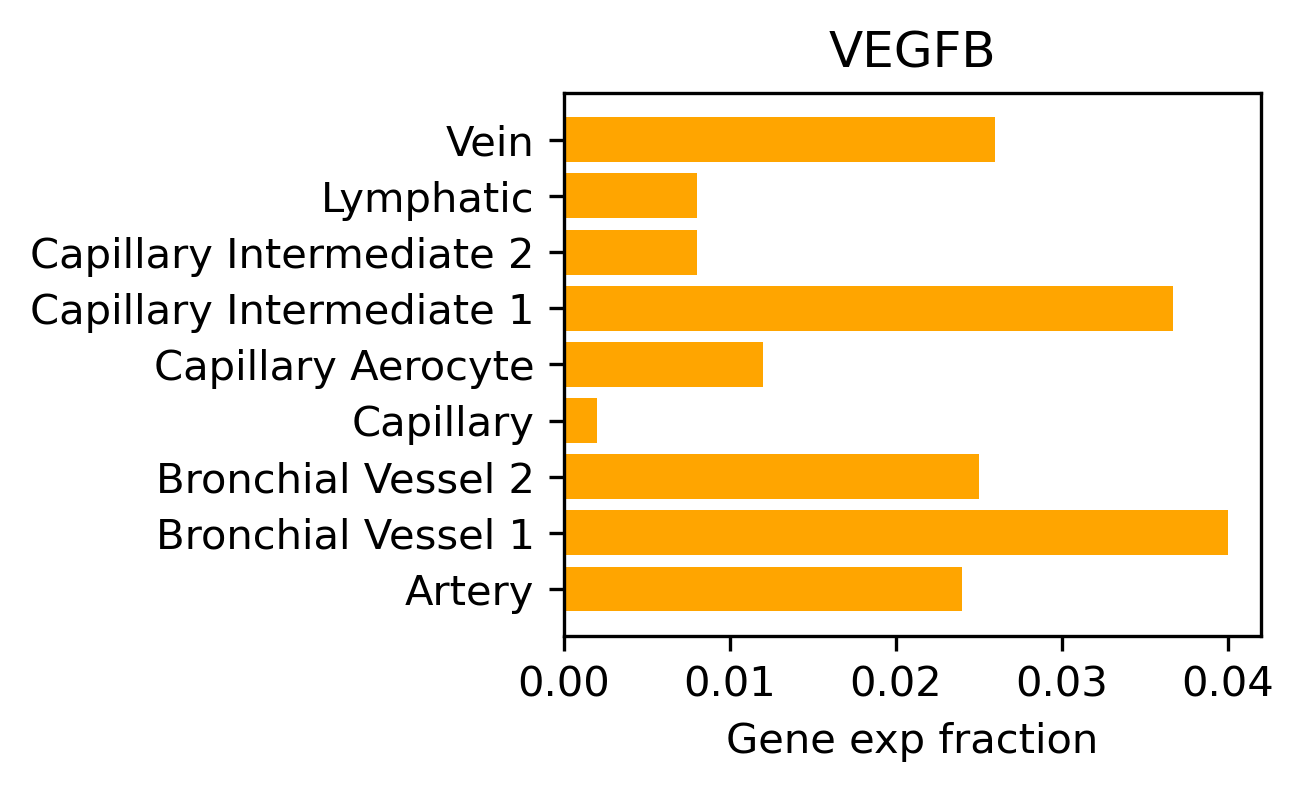 VEGFB
Vein
Lymphatic
Capillary Intermediate 2
Capillary Intermediate 1
Capillary Aerocyte
Capillary
Bronchial Vessel 2
Bronchial Vessel 1
Artery
0.00 0.01 0.02 0.03 0.04
Gene exp fraction